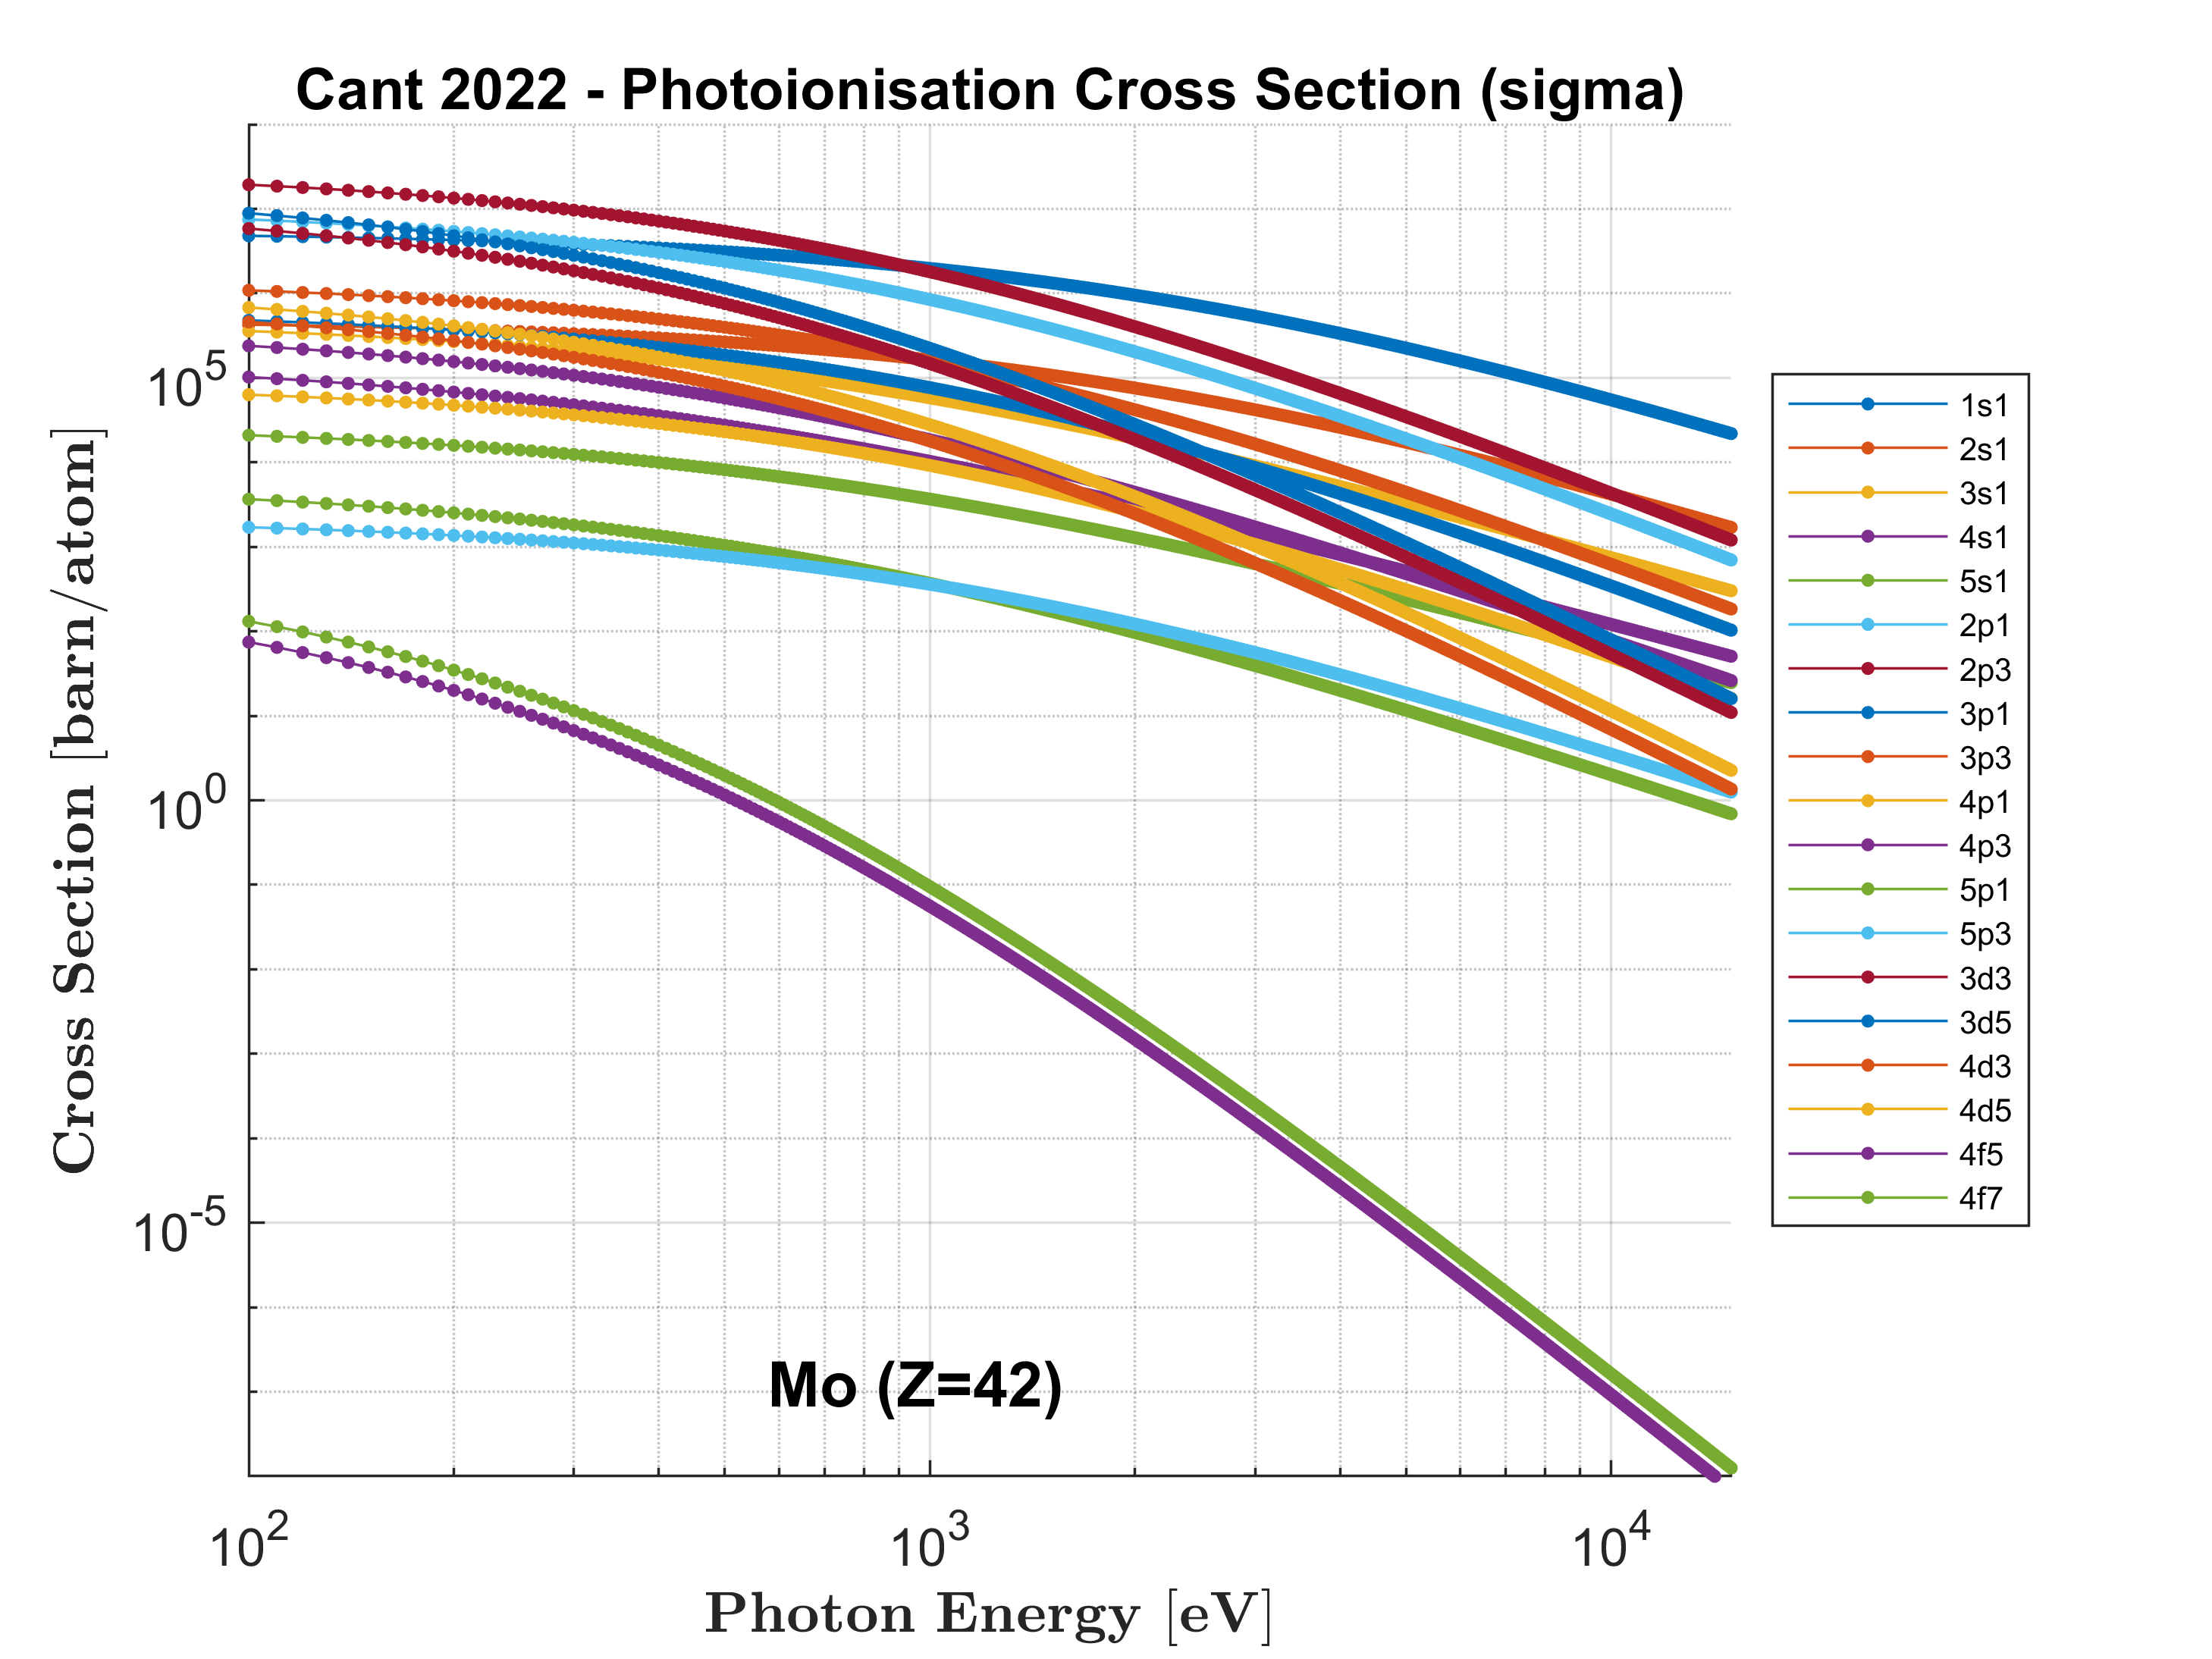 Cant 2022 - Photoionisation Cross Section (sigma)
Cross Section [barn/atom]
10^5
10^0
10^-5
Mo (Z=42)
10^2
10^3
10^4
Photon Energy [eV]
1s1
2s1
3s1
4s1
5s1
2p1
2p3
3p1
3p3
4p1
4p3
5p1
5p3
3d3
3d5
4d3
4d5
4f5
4f7